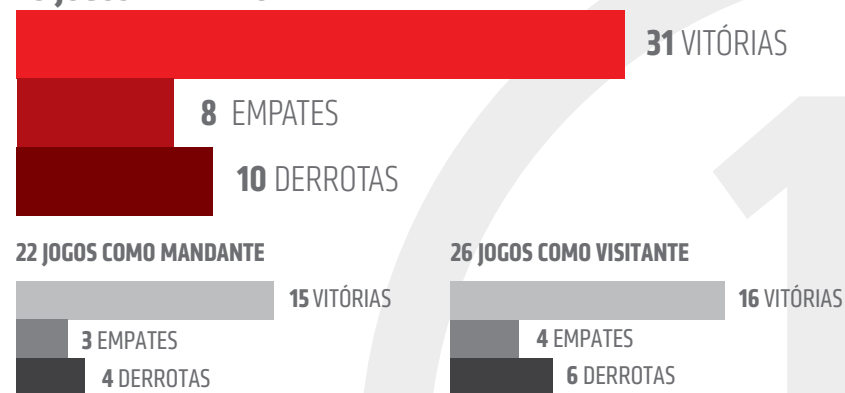 31 VITÓRIAS
8 EMPATES
10 DERROTAS
22 JOGOS COMO MANDANTE
15 VITÓRIAS
3 EMPATES
4 DERROTAS
26 JOGOS COMO VISITANTE
16 VITÓRIAS
4 EMPATES
6 DERROTAS